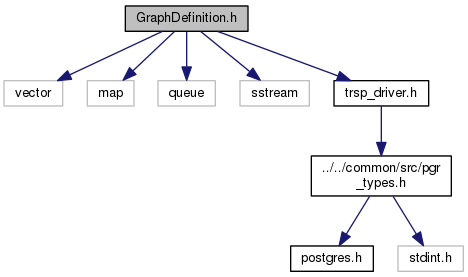 GraphDefinition.h
vector
map
queue
sstream
trsp_driver.h
../../common/src/pgr
_types.h
postgres.h
stdint.h